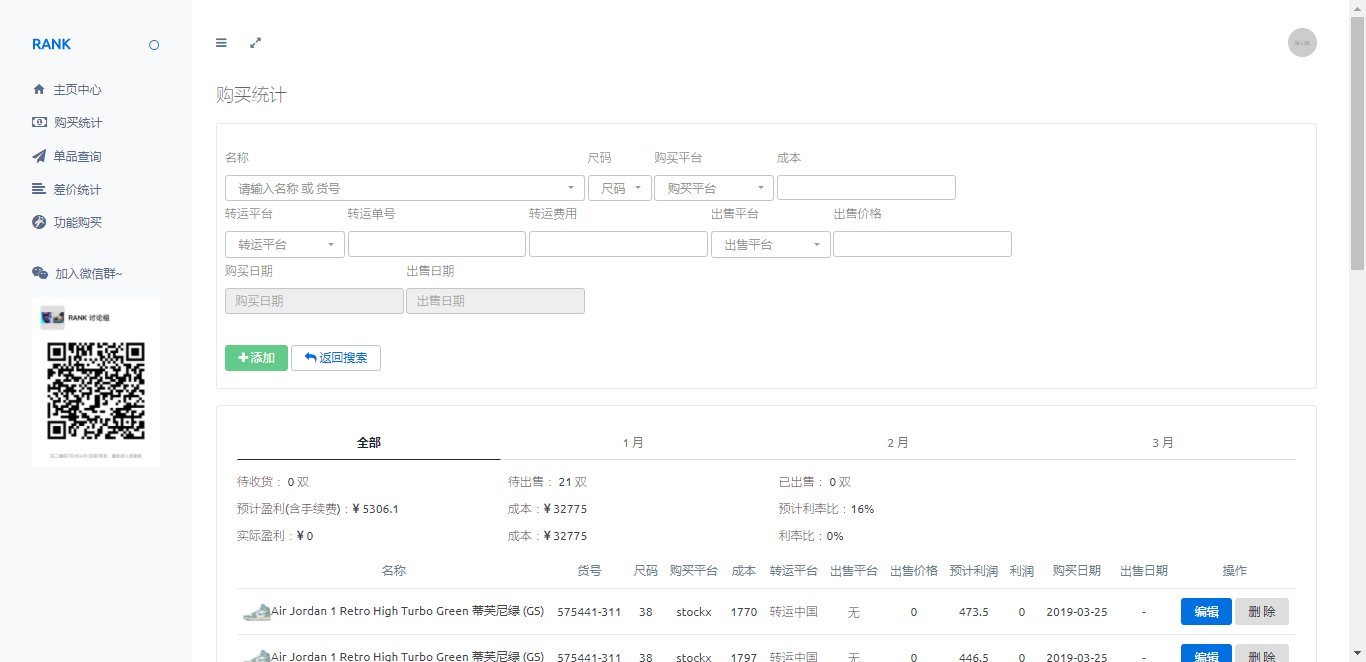 RANK
主页中心
购买统计
单品查询
差价统计
功能购买
加入微信群~
RANK 讨论组
购买统计
名称 尺码 购买平台 成本
请输入名称 或 货号 尺码 购买平台
转运平台 转运单号 转运费用 出售平台 出售价格
转运平台 出售平台
购买日期 出售日期
购买日期 出售日期
添加 返回搜索
全部 1 月 2 月 3 月
待收货： 0 双 待出售： 21 双 已出售： 0 双
预计盈利(含手续费)：¥ 5306.1 成本：¥ 32775 预计利率比：16%
实际盈利：¥ 0 成本：¥ 32775 利率比：0%
名称 货号 尺码 购买平台 成本 转运平台 出售平台 出售价格 预计利润 利润 购买日期 出售日期 操作
Air Jordan 1 Retro High Turbo Green 蒂芙尼绿 (GS) 575441-311 38 stockx 1770 转运中国 无 0 473.5 0 2019-03-25 - 编辑 删除
Air Jordan 1 Retro High Turbo Green 蒂芙尼绿 (GS) 575441-311 38 stockx 1797 转运中国 无 0 446.5 0 2019-03-25 - 编辑 删除